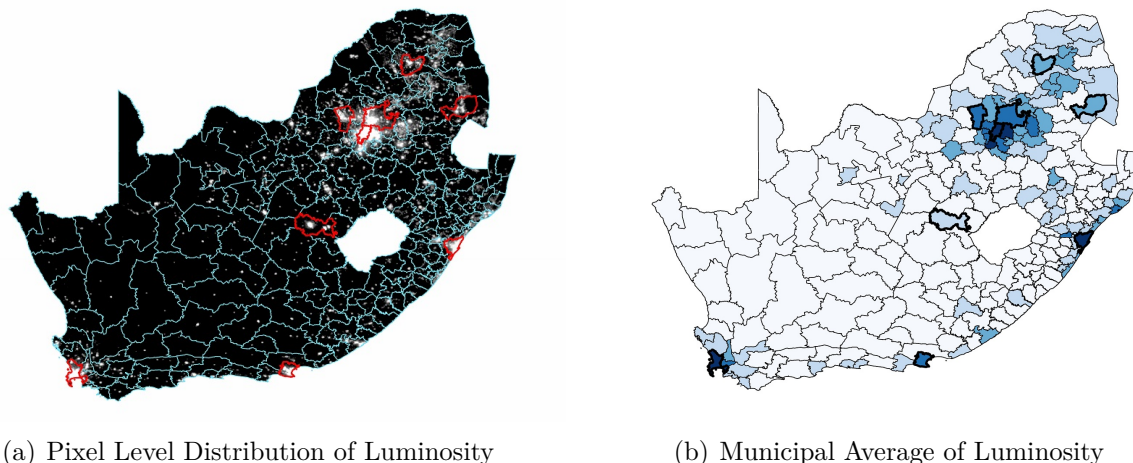 (a) Pixel Level Distribution of Luminosity
(b) Municipal Average of Luminosity